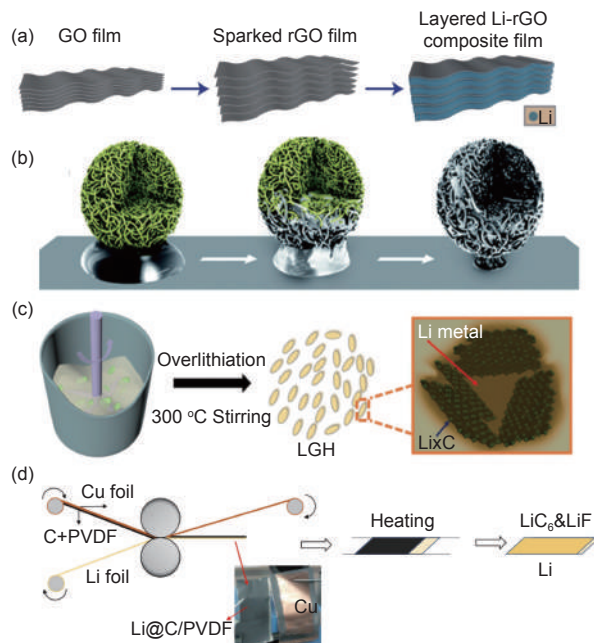 (a)
GO film
Sparked rGO film
Layered Li-rGO
composite film
Li
(b)
(c)
Overlithiation
300 °C Stirring
LGH
Li metal
LixC
(d)
Cu foil
C+PVDF
Li foil
Li@C/PVDF
Cu
Heating
LiC₆&LiF
Li